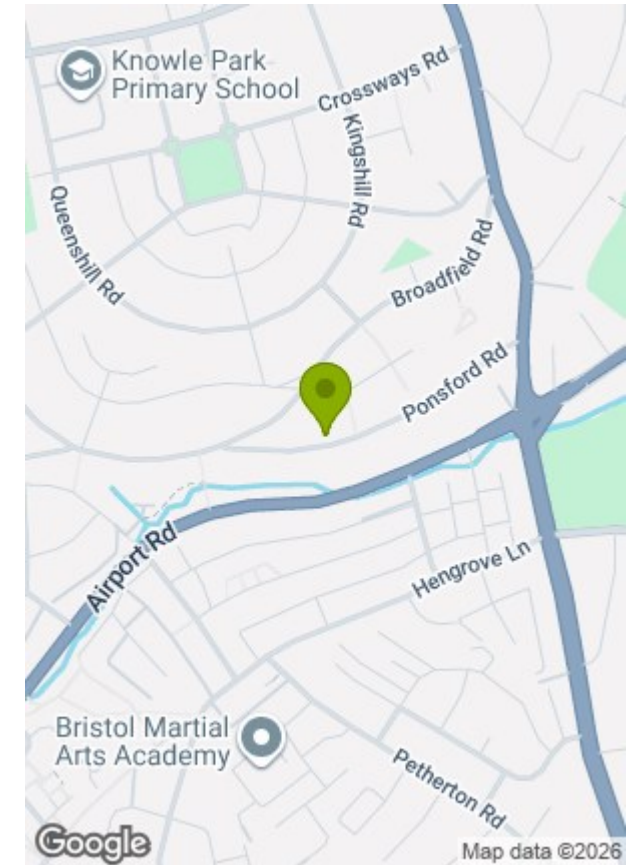 Knowle Park
Primary School
Crossways Rd
Kingshill Rd
Queenshill Rd
Broadfield Rd
Ponsford Rd
Airport Rd
Hengrove Ln
Bristol Martial
Arts Academy
Petherton Rd
Google
Map data ©2026